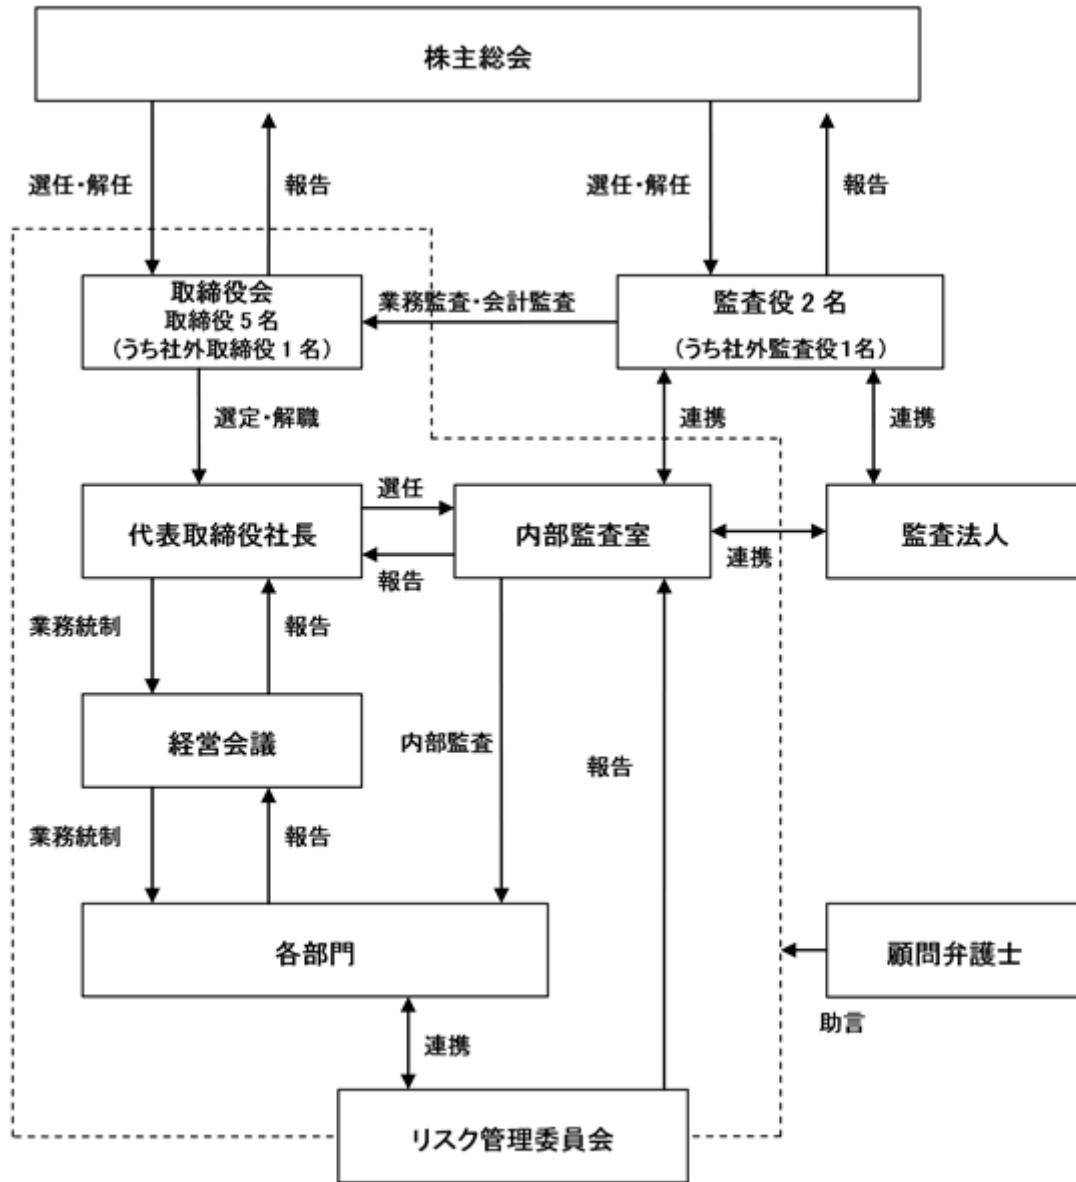 株主総会
選任・解任
報告
選任・解任
報告
取締役会
取締役5名
(うち社外取締役1名)
業務監査・会計監査
監査役2名
(うち社外監査役1名)
選定・解職
連携
連携
代表取締役社長
選任
報告
内部監査室
連携
監査法人
業務統制
報告
経営会議
内部監査
報告
業務統制
報告
各部門
顧問弁護士
助言
連携
リスク管理委員会